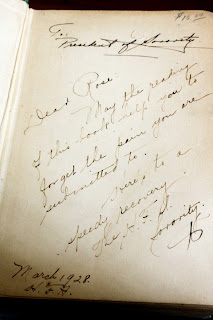 $12.50
To:
President of Sorority
Dear Rose:
May the reading
of this book help you to
forget the pain you are
submitted to.
Here's to a
speedy recovery
The
Sorority.
March 1928.